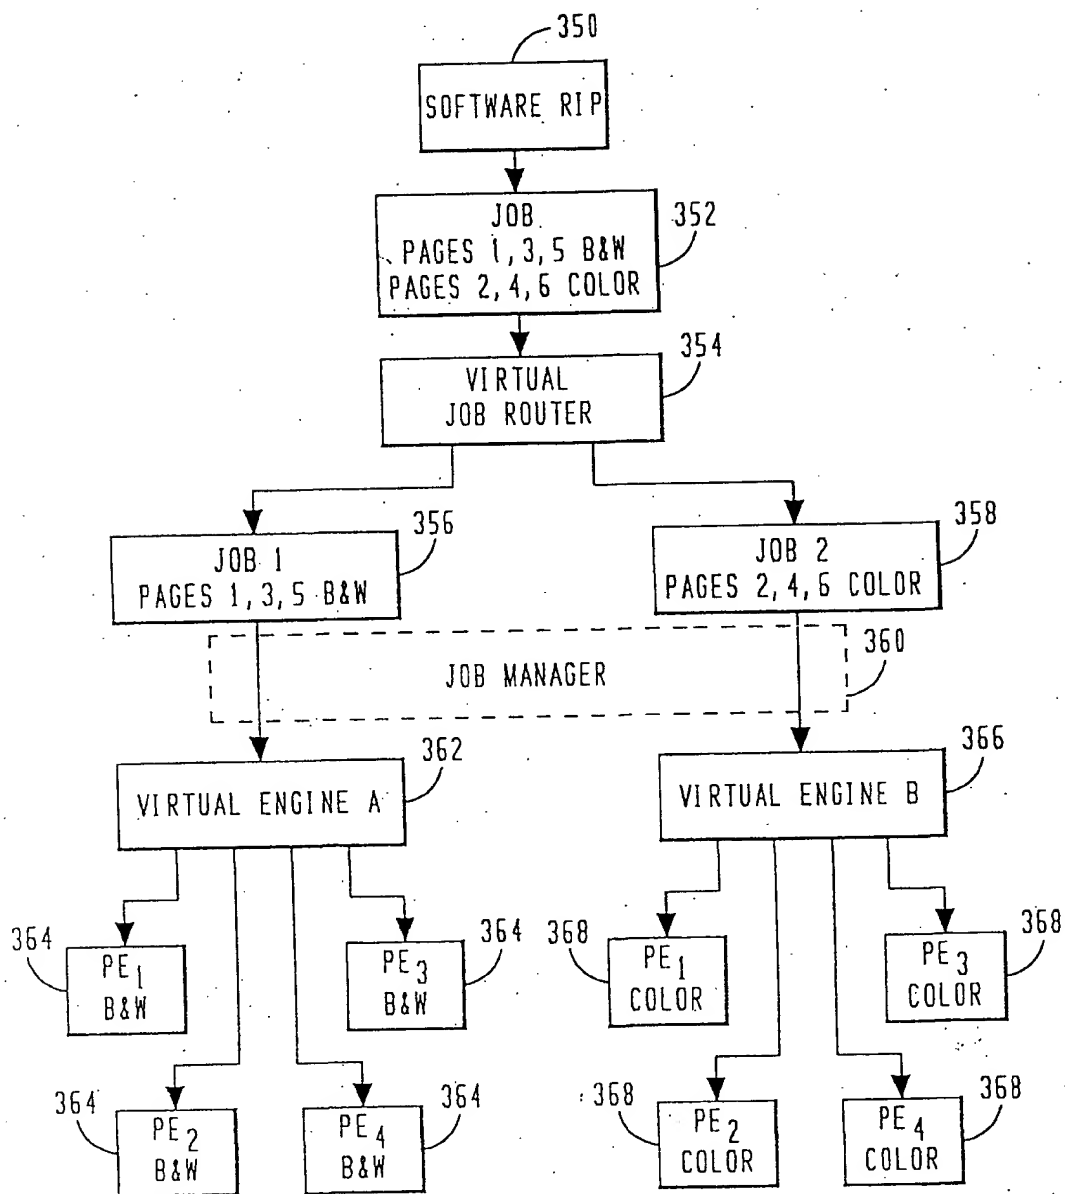 350
SOFTWARE RIP
JOB
PAGES 1,3,5 B&W
PAGES 2,4,6 COLOR
352
VIRTUAL
JOB ROUTER
354
JOB 1
PAGES 1,3,5 B&W
356
JOB 2
PAGES 2,4,6 COLOR
358
JOB MANAGER
360
VIRTUAL ENGINE A
362
VIRTUAL ENGINE B
366
364
PE1
B&W
PE3
B&W
364
368
PE1
COLOR
PE3
COLOR
368
364
PE2
B&W
PE4
B&W
364
368
PE2
COLOR
PE4
COLOR
368